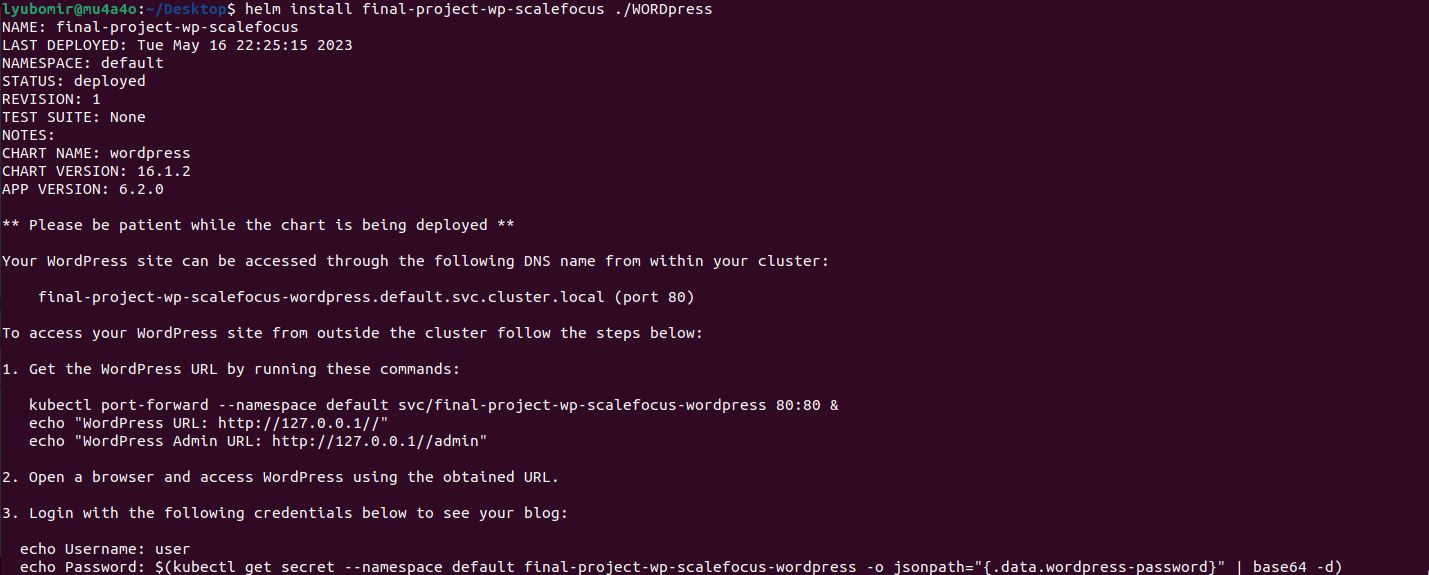 lyubomir@mu4a4o:~/Desktop$ helm install final-project-wp-scalefocus ./WORDpress
NAME: final-project-wp-scalefocus
LAST DEPLOYED: Tue May 16 22:25:15 2023
NAMESPACE: default
STATUS: deployed
REVISION: 1
TEST SUITE: None
NOTES:
CHART NAME: wordpress
CHART VERSION: 16.1.2
APP VERSION: 6.2.0
** Please be patient while the chart is being deployed **
Your WordPress site can be accessed through the following DNS name from within your cluster:
final-project-wp-scalefocus-wordpress.default.svc.cluster.local (port 80)
To access your WordPress site from outside the cluster follow the steps below:
1. Get the WordPress URL by running these commands:
kubectl port-forward --namespace default svc/final-project-wp-scalefocus-wordpress 80:80 &
echo "WordPress URL: http://127.0.0.1//"
echo "WordPress Admin URL: http://127.0.0.1//admin"
2. Open a browser and access WordPress using the obtained URL.
3. Login with the following credentials below to see your blog:
echo Username: user
echo Password: $(kubectl get secret --namespace default final-project-wp-scalefocus-wordpress -o jsonpath="{.data.wordpress-password}" | base64 -d)